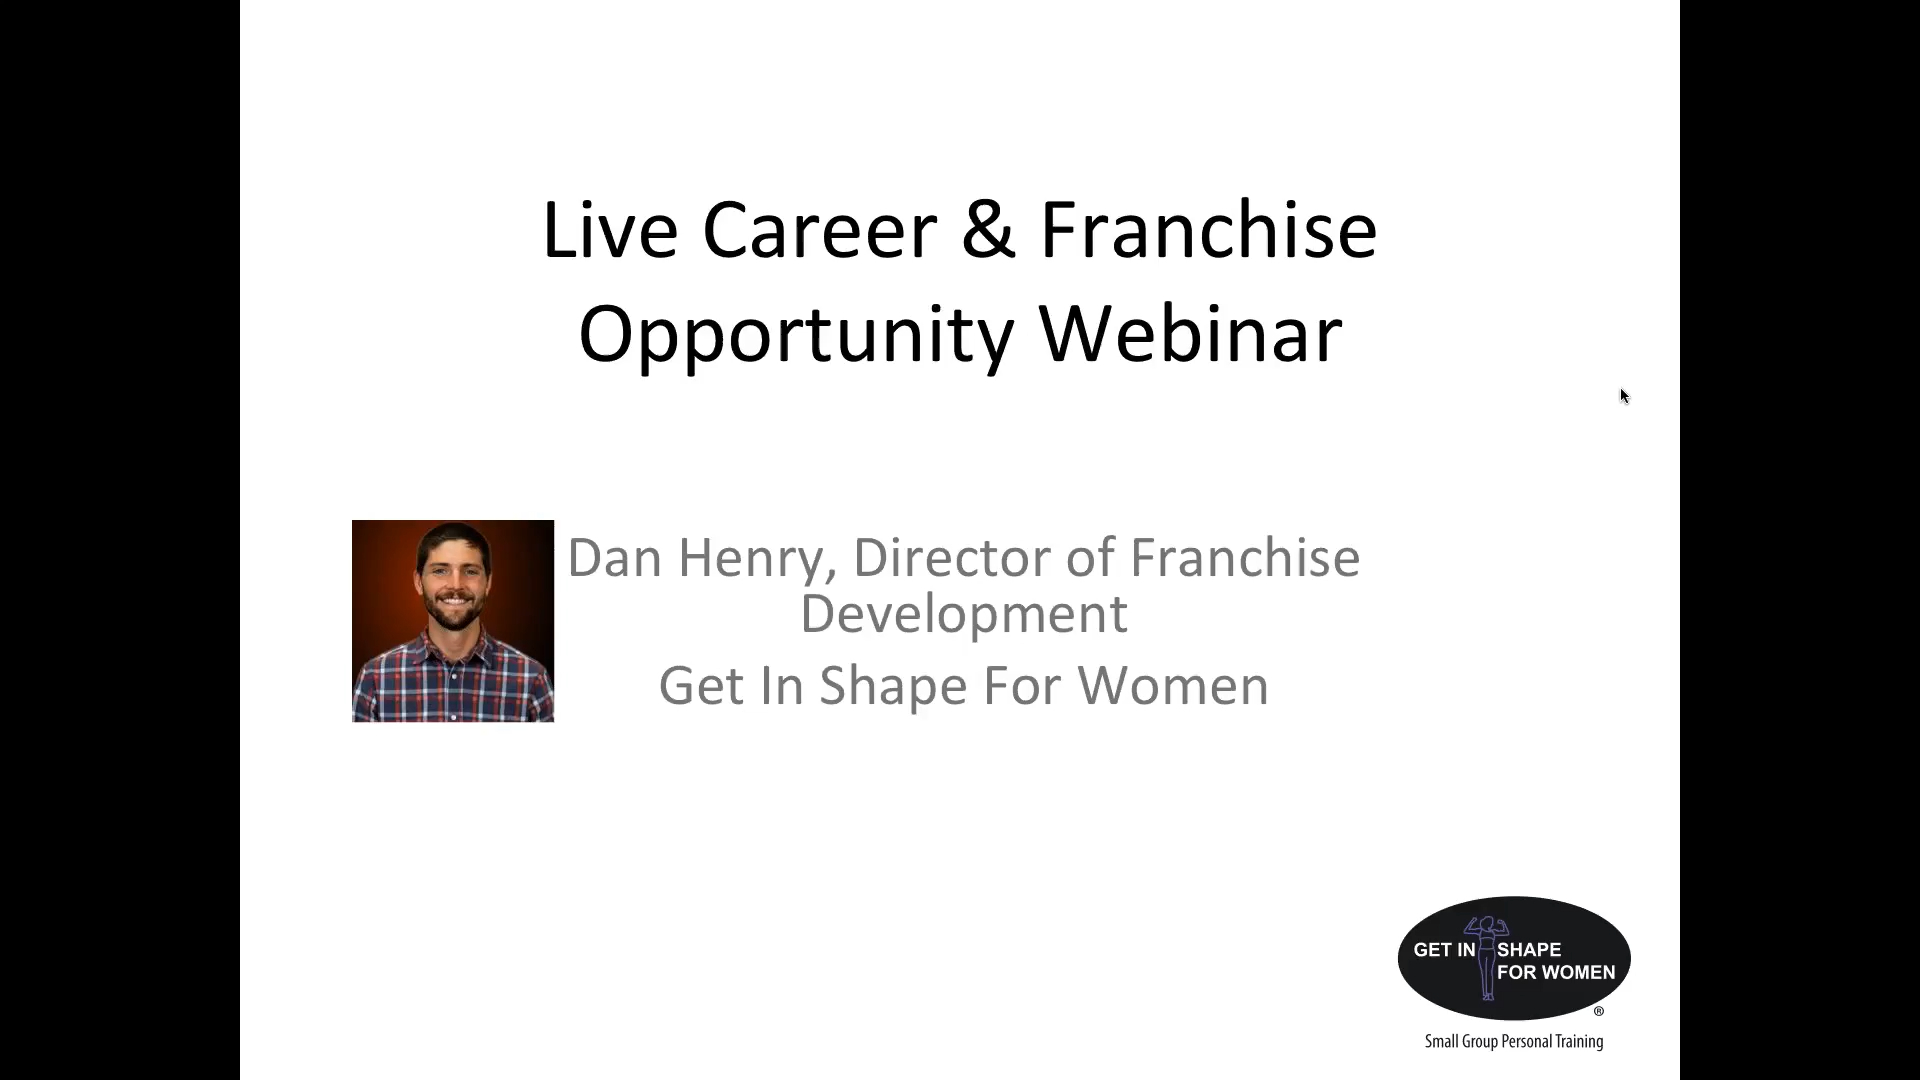 Live Career & Franchise
Opportunity Webinar
Dan Henry, Director of Franchise
Development
Get In Shape For Women
GET IN SHAPE
FOR WOMEN
®
Small Group Personal Training